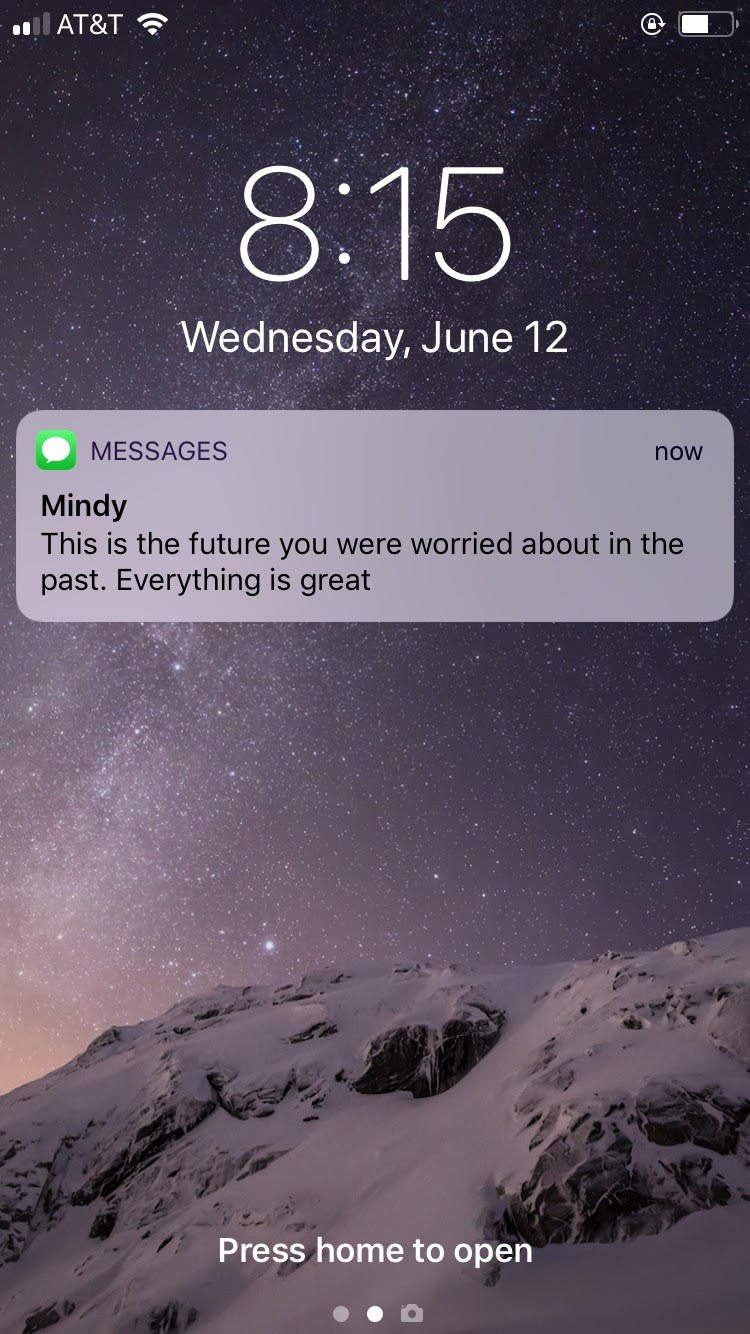 AT&T
8:15
Wednesday, June 12
MESSAGES now
Mindy
This is the future you were worried about in the
past. Everything is great
Press home to open